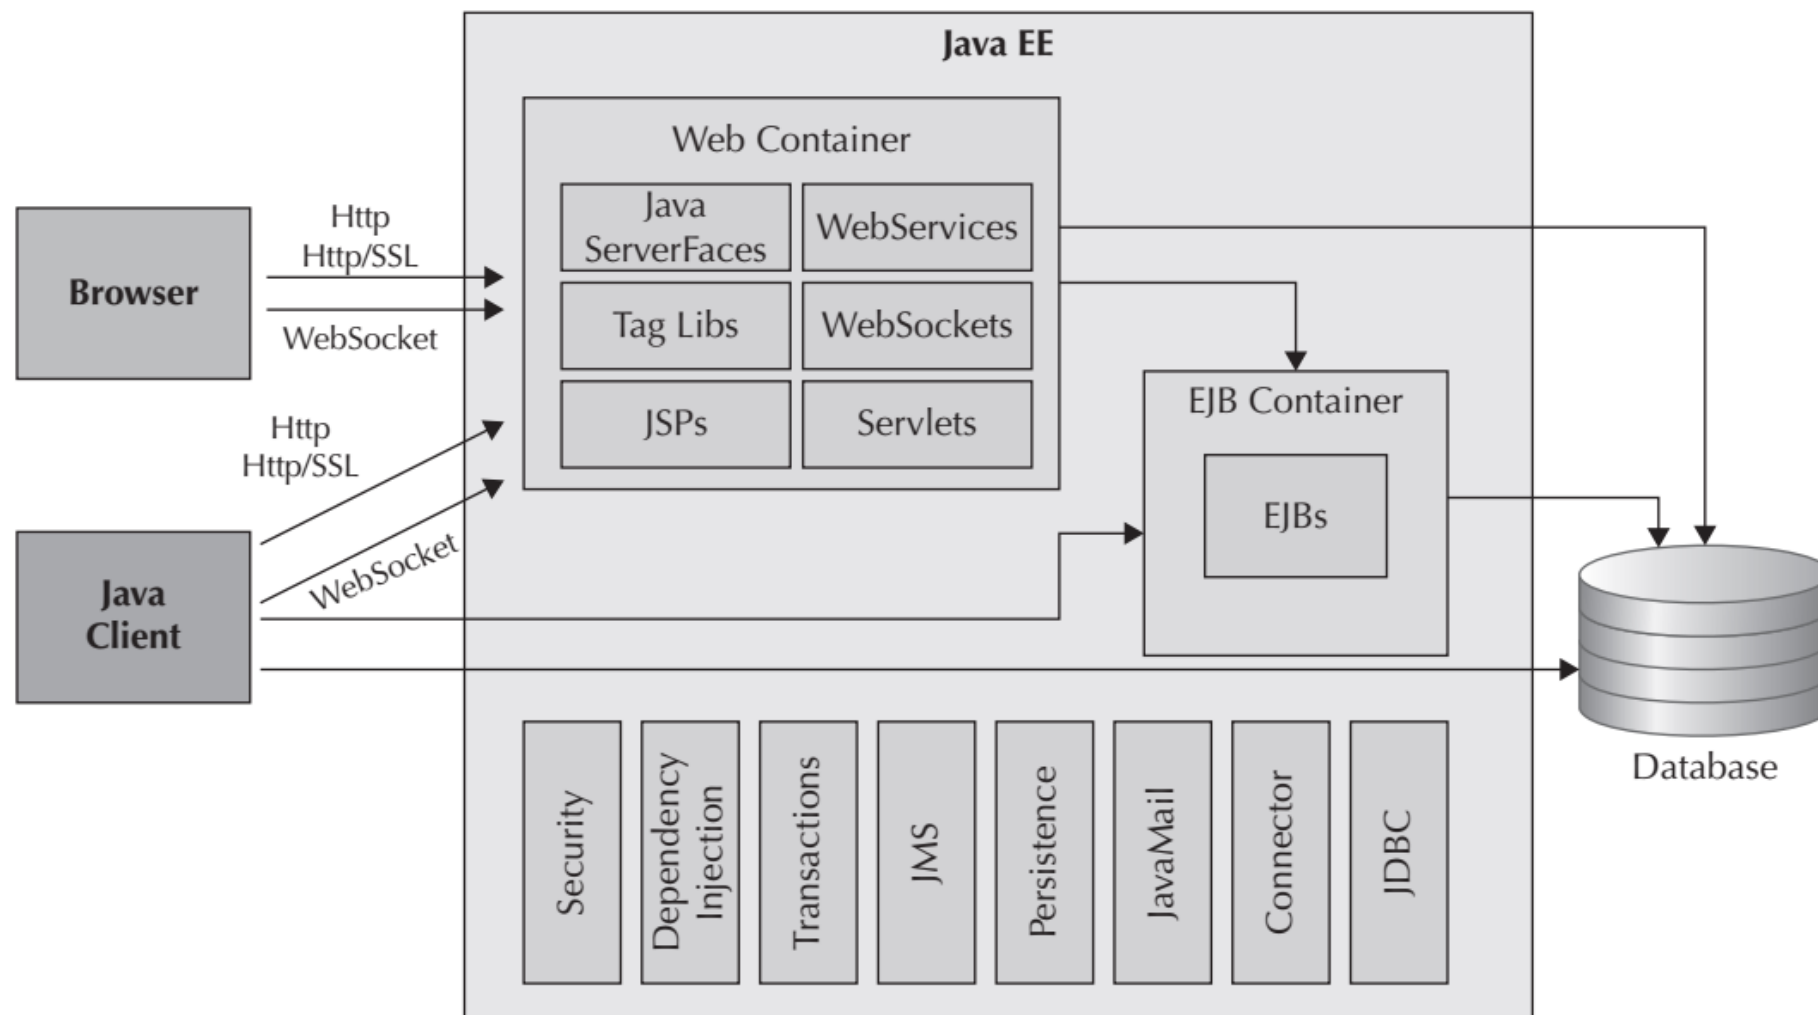 Java EE
Web Container
Java
ServerFaces
WebServices
Tag Libs
WebSockets
JSPs
Servlets
Http
Http/SSL
Browser
WebSocket
Http
Http/SSL
WebSocket
Java
Client
EJB Container
EJBs
Database
Security
Dependency
Injection
Transactions
JMS
Persistence
JavaMail
Connector
JDBC